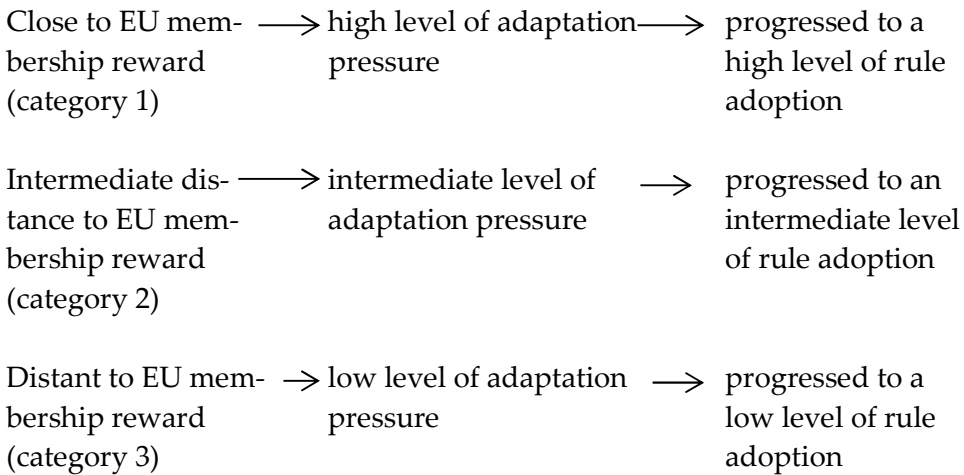 Close to EU mem- → high level of adaptation → progressed to a
bership reward pressure high level of rule
(category 1) adoption
Intermediate dis- → intermediate level of → progressed to an
tance to EU mem- adaptation pressure intermediate level
bership reward of rule adoption
(category 2)
Distant to EU mem- → low level of adaptation → progressed to a
bership reward pressure low level of rule
(category 3) adoption